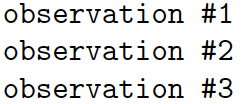 observation #1
observation #2
observation #3